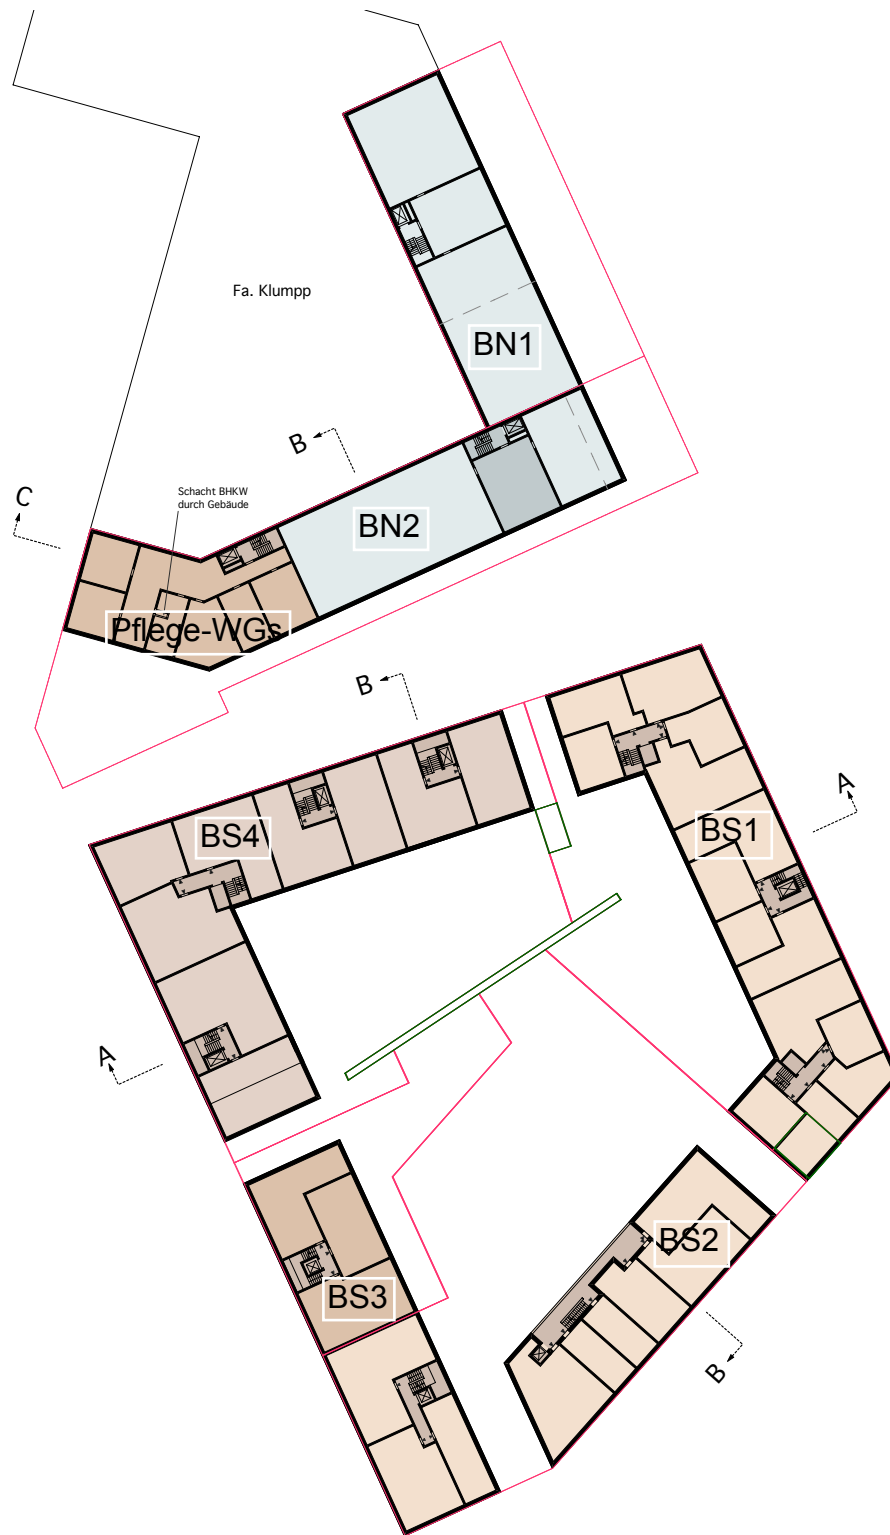 Fa. Klumpp
BN1
B
C
Schacht BHKW
durch Gebäude
BN2
Pflege-WGs
B
A
BS4
BS1
A
BS2
BS3
B